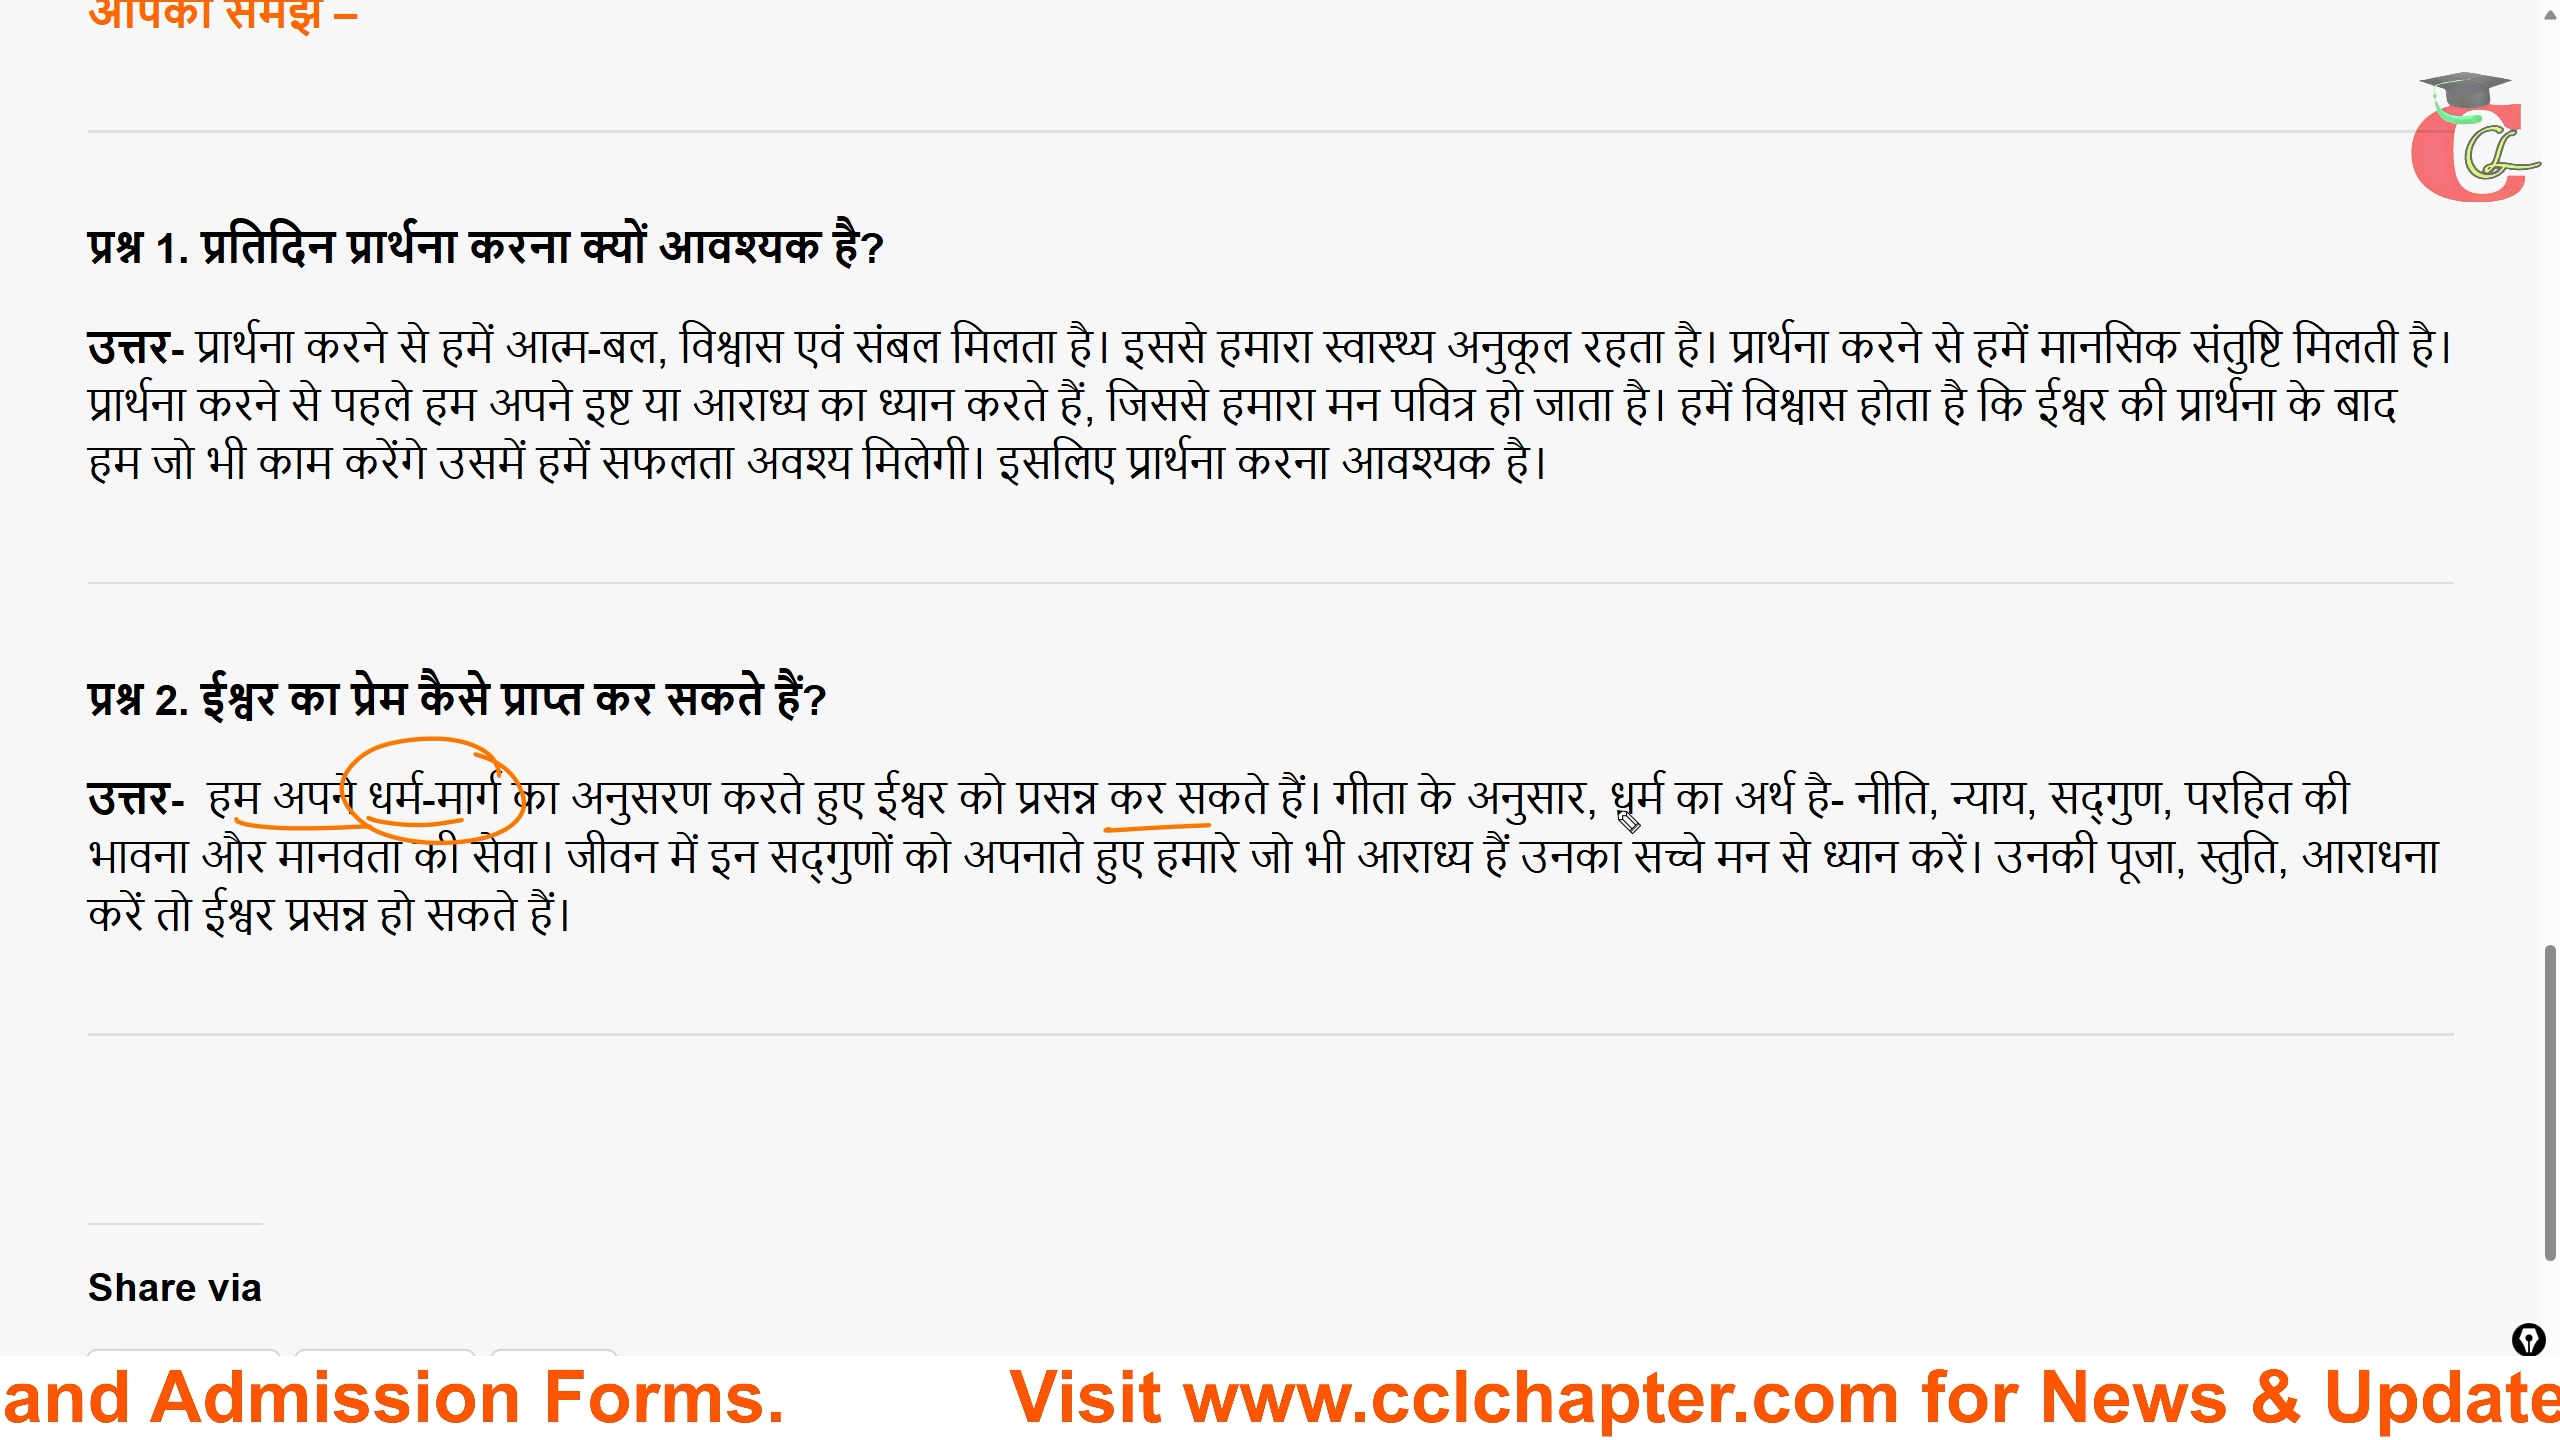 आपकी समझ –
प्रश्न 1. प्रतिदिन प्रार्थना करना क्यों आवश्यक है?
उत्तर- प्रार्थना करने से हमें आत्म-बल, विश्वास एवं संबल मिलता है। इससे हमारा स्वास्थ्य अनुकूल रहता है। प्रार्थना करने से हमें मानसिक संतुष्टि मिलती है।
प्रार्थना करने से पहले हम अपने इष्ट या आराध्य का ध्यान करते हैं, जिससे हमारा मन पवित्र हो जाता है। हमें विश्वास होता है कि ईश्वर की प्रार्थना के बाद
हम जो भी काम करेंगे उसमें हमें सफलता अवश्य मिलेगी। इसलिए प्रार्थना करना आवश्यक है।
प्रश्न 2. ईश्वर का प्रेम कैसे प्राप्त कर सकते हैं?
उत्तर- हम अपने धर्म-मार्ग का अनुसरण करते हुए ईश्वर को प्रसन्न कर सकते हैं। गीता के अनुसार, धर्म का अर्थ है- नीति, न्याय, सद्गुण, परहित की
भावना और मानवता की सेवा। जीवन में इन सद्गुणों को अपनाते हुए हमारे जो भी आराध्य हैं उनका सच्चे मन से ध्यान करें। उनकी पूजा, स्तुति, आराधना
करें तो ईश्वर प्रसन्न हो सकते हैं।
Share via
and Admission Forms. Visit www.cclchapter.com for News & Update